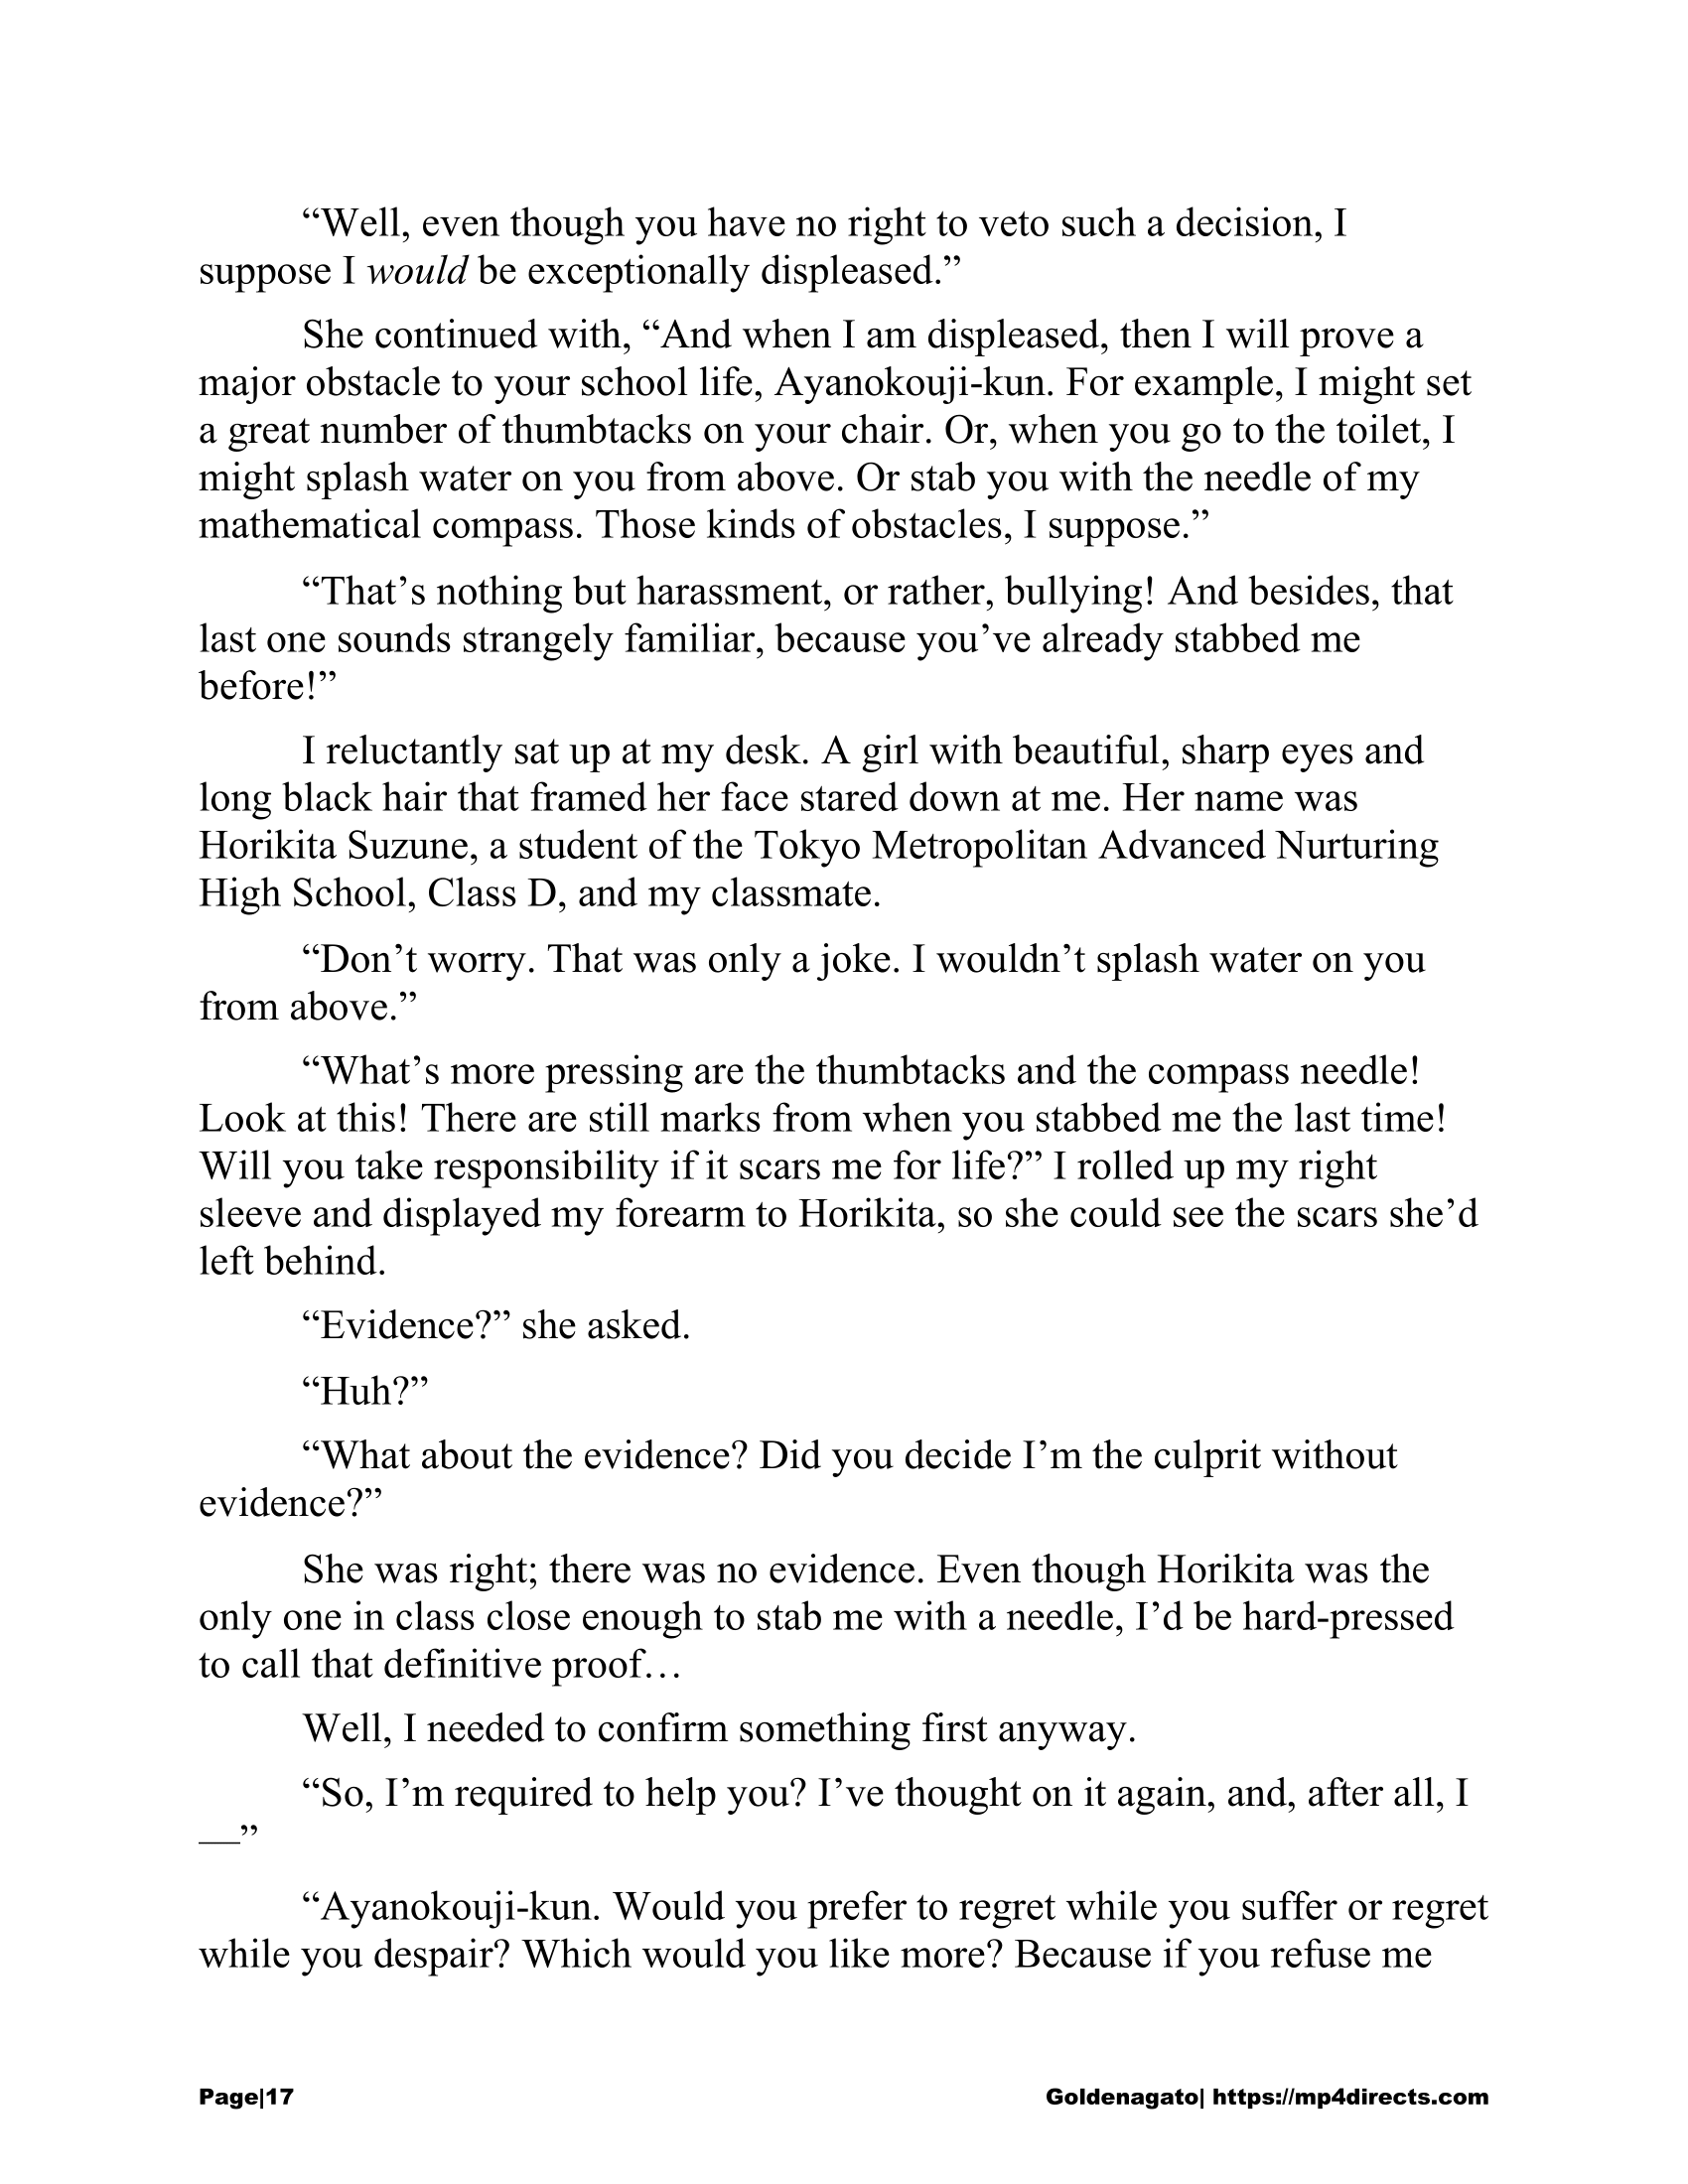 “Well, even though you have no right to veto such a decision, I
suppose I would be exceptionally displeased.”
She continued with, “And when I am displeased, then I will prove a
major obstacle to your school life, Ayanokouji-kun. For example, I might set
a great number of thumbtacks on your chair. Or, when you go to the toilet, I
might splash water on you from above. Or stab you with the needle of my
mathematical compass. Those kinds of obstacles, I suppose.”
“That’s nothing but harassment, or rather, bullying! And besides, that
last one sounds strangely familiar, because you’ve already stabbed me
before!”
I reluctantly sat up at my desk. A girl with beautiful, sharp eyes and
long black hair that framed her face stared down at me. Her name was
Horikita Suzune, a student of the Tokyo Metropolitan Advanced Nurturing
High School, Class D, and my classmate.
“Don’t worry. That was only a joke. I wouldn’t splash water on you
from above.”
“What’s more pressing are the thumbtacks and the compass needle!
Look at this! There are still marks from when you stabbed me the last time!
Will you take responsibility if it scars me for life?” I rolled up my right
sleeve and displayed my forearm to Horikita, so she could see the scars she’d
left behind.
“Evidence?” she asked.
“Huh?”
“What about the evidence? Did you decide I’m the culprit without
evidence?”
She was right; there was no evidence. Even though Horikita was the
only one in class close enough to stab me with a needle, I’d be hard-pressed
to call that definitive proof…
Well, I needed to confirm something first anyway.
“So, I’m required to help you? I’ve thought on it again, and, after all, I
—”
“Ayanokouji-kun. Would you prefer to regret while you suffer or regret
while you despair? Which would you like more? Because if you refuse me
Page|17
Goldenagato| https://mp4directs.com